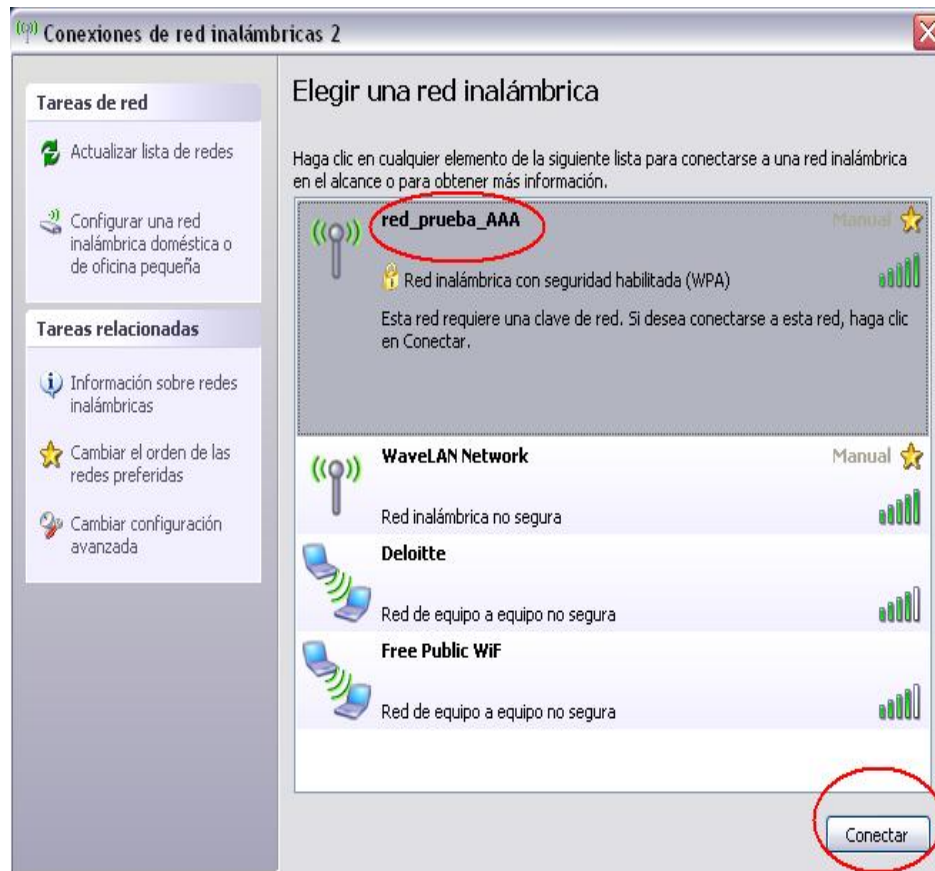 Conexiones de red inalámbricas 2
Tareas de red
Actualizar lista de redes
Configurar una red
inalámbrica doméstica o
de oficina pequeña
Tareas relacionadas
Información sobre redes
inalámbricas
Cambiar el orden de las
redes preferidas
Cambiar configuración
avanzada
Elegir una red inalámbrica
Haga clic en cualquier elemento de la siguiente lista para conectarse a una red inalámbrica
en el alcance o para obtener más información.
red_prueba_AAA Manual
Red inalámbrica con seguridad habilitada (WPA)
Esta red requiere una clave de red. Si desea conectarse a esta red, haga clic
en Conectar.
WaveLAN Network Manual
Red inalámbrica no segura
Deloitte
Red de equipo a equipo no segura
Free Public WiF
Red de equipo a equipo no segura
Conectar